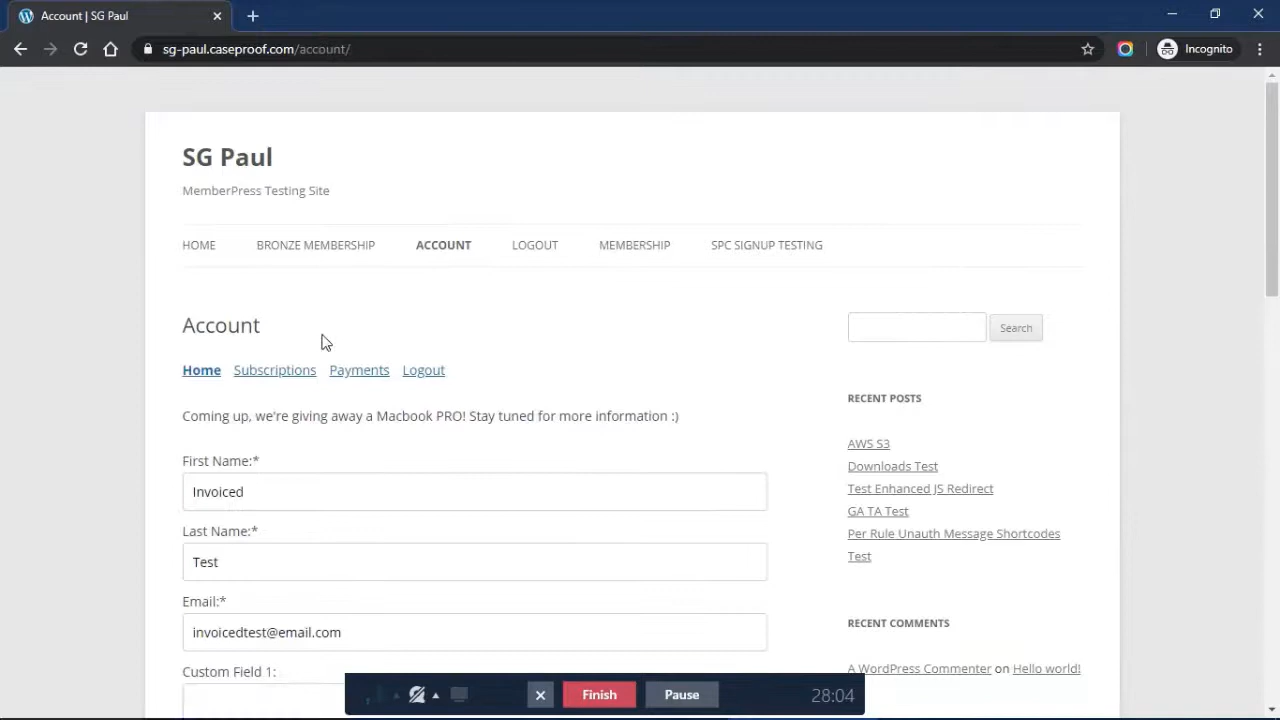 Account | SG Paul
sg-paul.caseproof.com/account/
Incognito
SG Paul
MemberPress Testing Site
HOME
BRONZE MEMBERSHIP
ACCOUNT
LOGOUT
MEMBERSHIP
SPC SIGNUP TESTING
Account
Home
Subscriptions
Payments
Logout
Coming up, we're giving away a Macbook PRO! Stay tuned for more information :)
First Name:*
Invoiced
Last Name:*
Test
Email:*
invoicedtest@email.com
Custom Field 1:
Search
RECENT POSTS
AWS S3
Downloads Test
Test Enhanced JS Redirect
GA TA Test
Per Rule Unauth Message Shortcodes
Test
RECENT COMMENTS
A WordPress Commenter on Hello world!
Finish
Pause
28:04